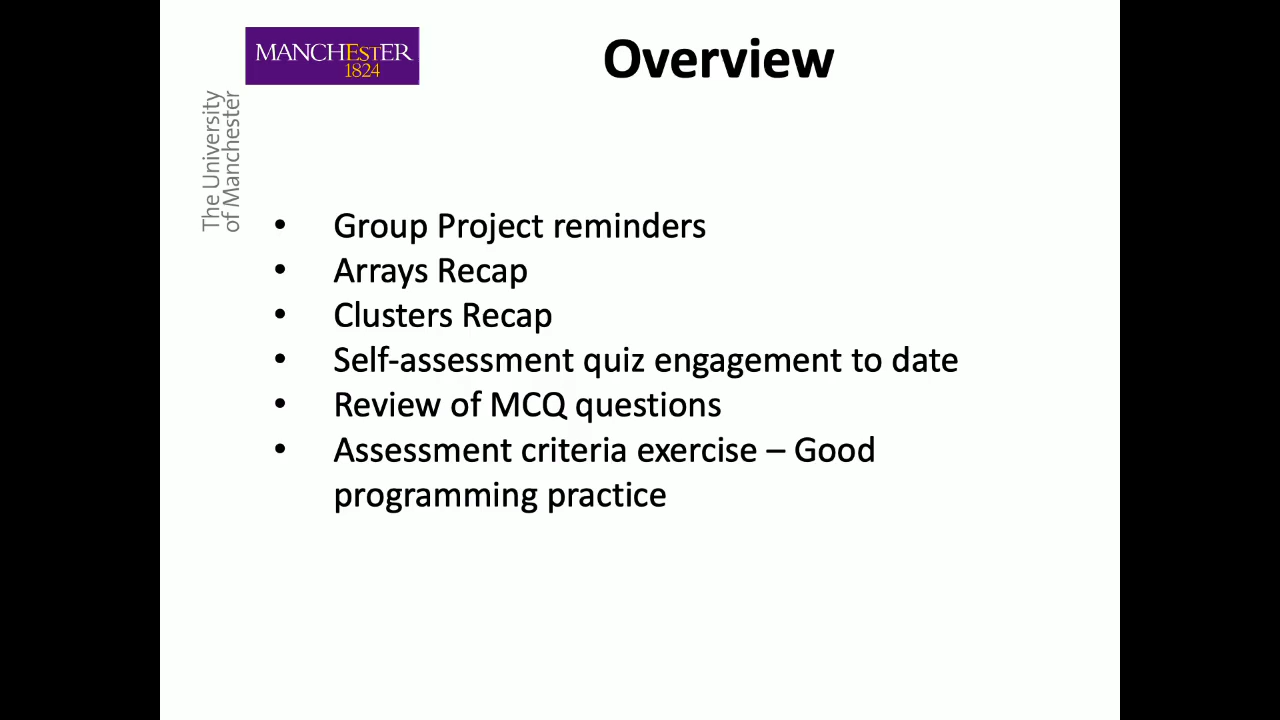 MANCHESTER
1824
The University
of Manchester
Overview
• Group Project reminders
• Arrays Recap
• Clusters Recap
• Self-assessment quiz engagement to date
• Review of MCQ questions
• Assessment criteria exercise – Good
programming practice